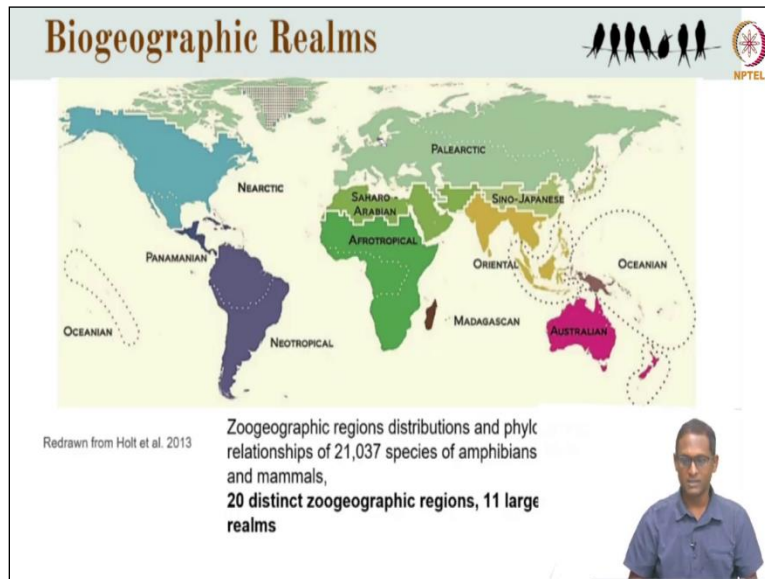 Biogeographic Realms
NPTEL
PALEARCTIC
NEARCTIC
SAHARO -
ARABIAN
SINO-JAPANESE
AFROTROPICAL
PANAMANIAN
ORIENTAL
OCEANIAN
OCEANIAN
MADAGASCAN
AUSTRALIAN
NEOTROPICAL
Redrawn from Holt et al. 2013
Zoogeographic regions distributions and phylo
relationships of 21,037 species of amphibians
and mammals,
20 distinct zoogeographic regions, 11 large
realms